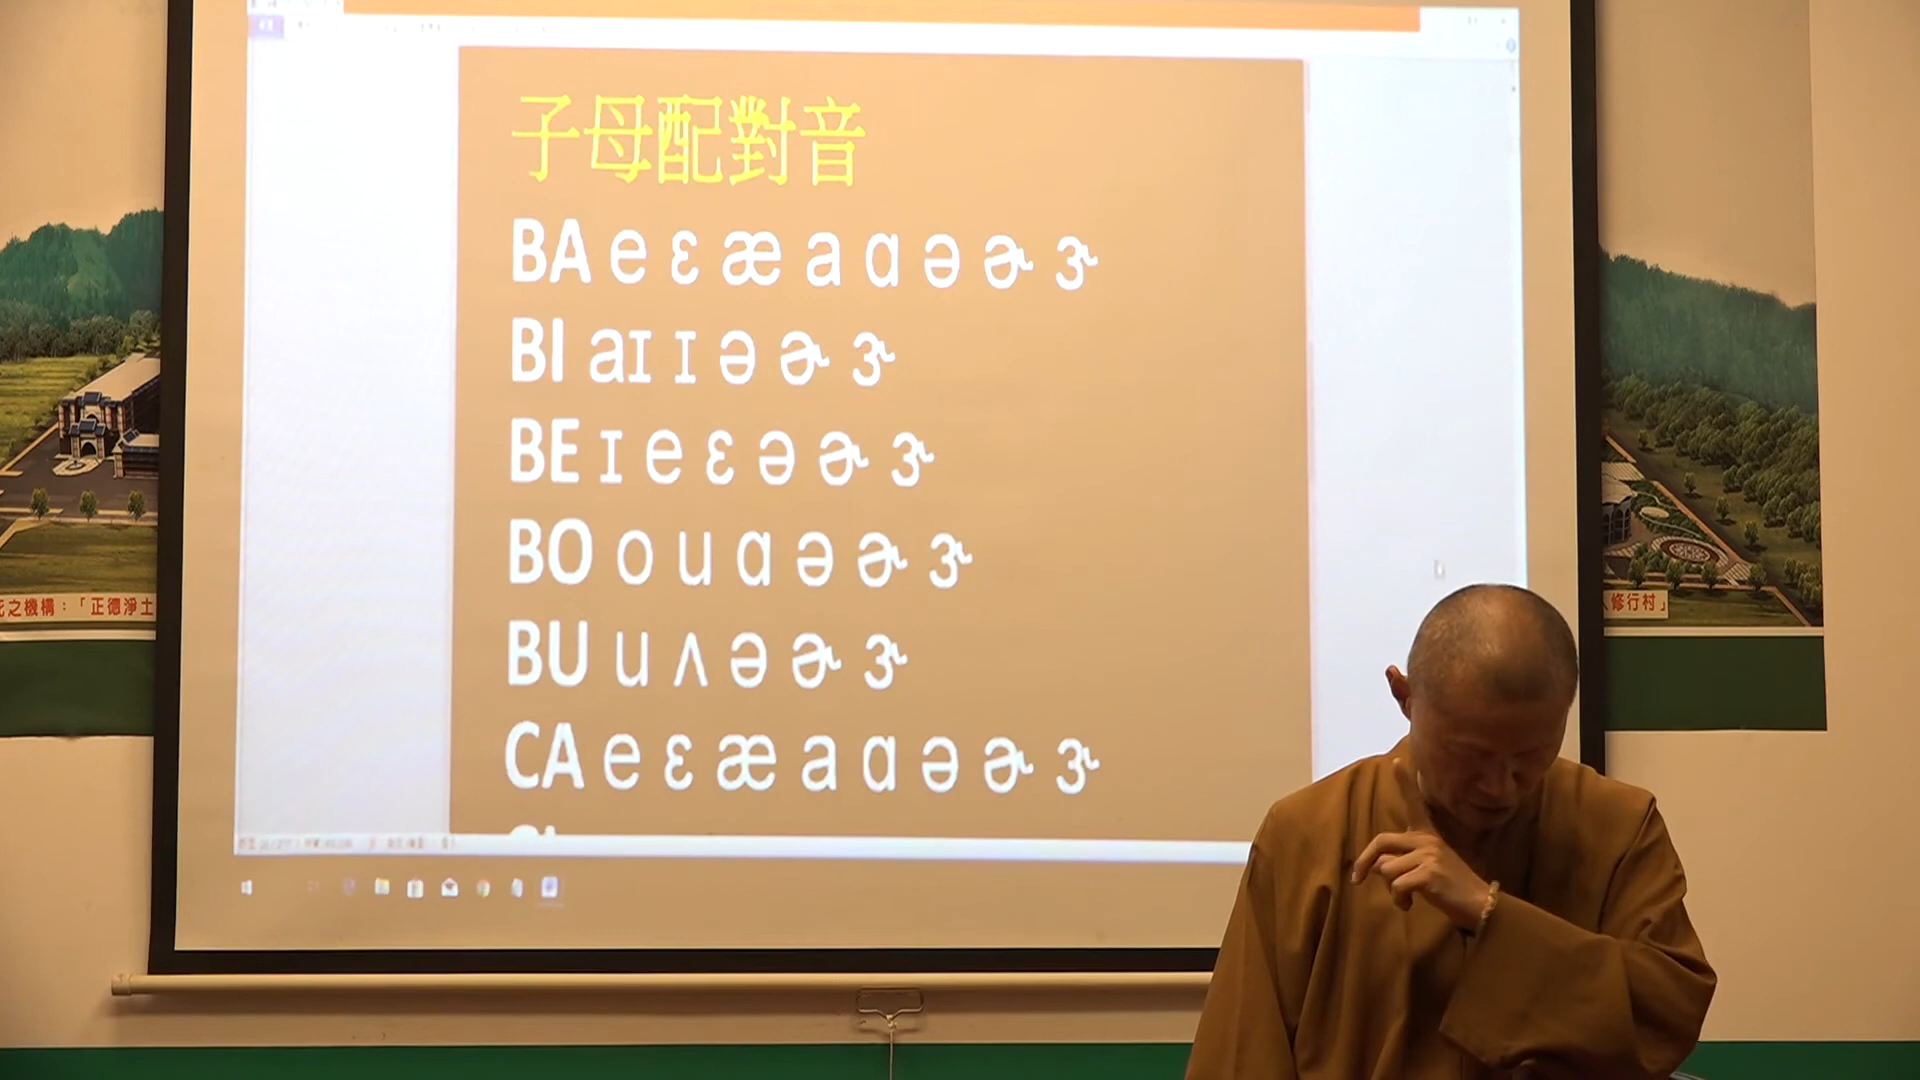 子母配對音
BA e ɛ æ a ɑ ə ɚ ɝ
BI aɪ ɪ ə ɚ ɝ
BE ɪ e ɛ ə ɚ ɝ
BO o u ɑ ə ɚ ɝ
BU u ʌ ə ɚ ɝ
CA e ɛ æ a ɑ ə ɚ ɝ
之機構：「正德淨土
修行村」